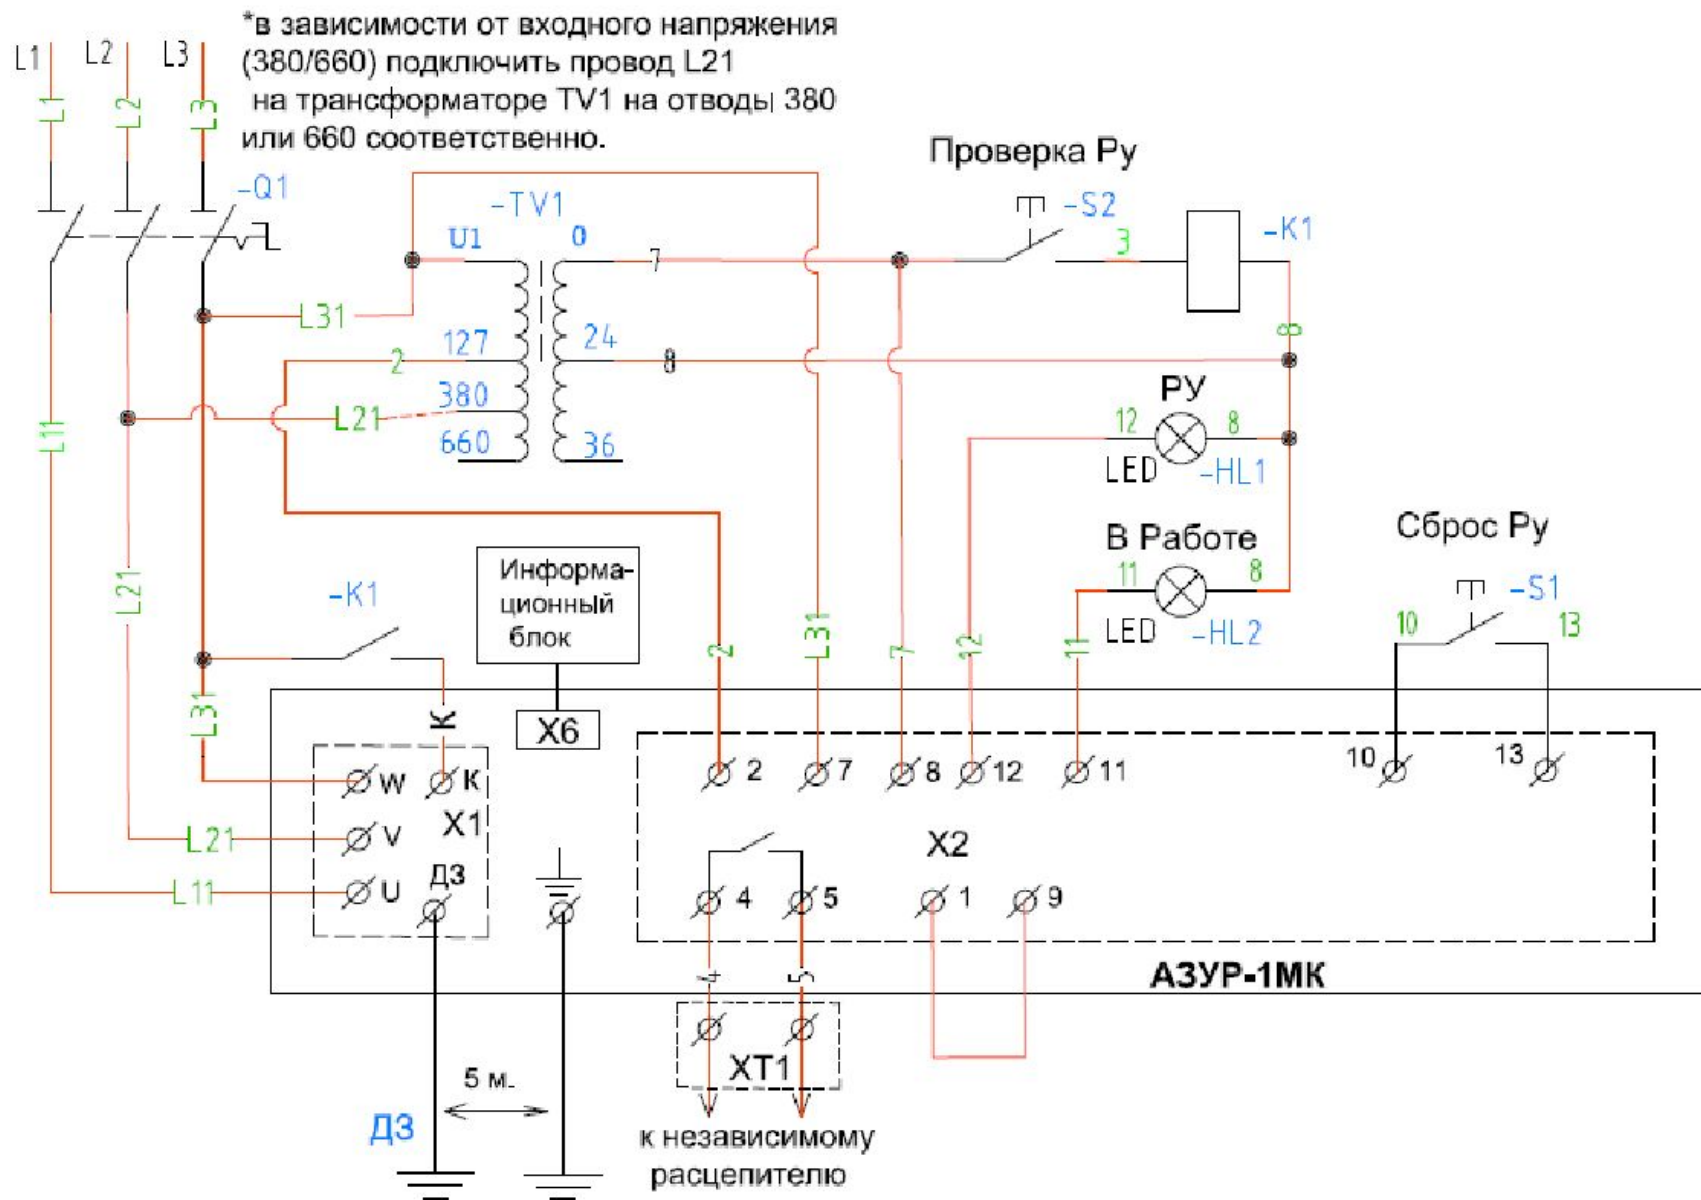 *в зависимости от входного напряжения
(380/660) подключить провод L21
на трансформаторе TV1 на отводы 380
или 660 соответственно.
L1
L2
L3
L1
L2
L3
-Q1
-TV1
U1
0
7
Проверка Ру
-S2
3
-K1
8
L31
127
24
2
8
380
L21
660
36
L11
РУ
12
8
LED
-HL1
В Работе
11
8
LED
-HL2
Сброс Ру
-S1
10
13
L21
-K1
Информа-
ционный
блок
2
L31
7
12
11
L31
К
X6
W
К
X1
L21
V
L11
U
ДЗ
2
7
8
12
11
10
13
X2
4
5
1
9
АЗУР-1МК
4
5
XT1
5 м.
ДЗ
к независимому
расцепителю